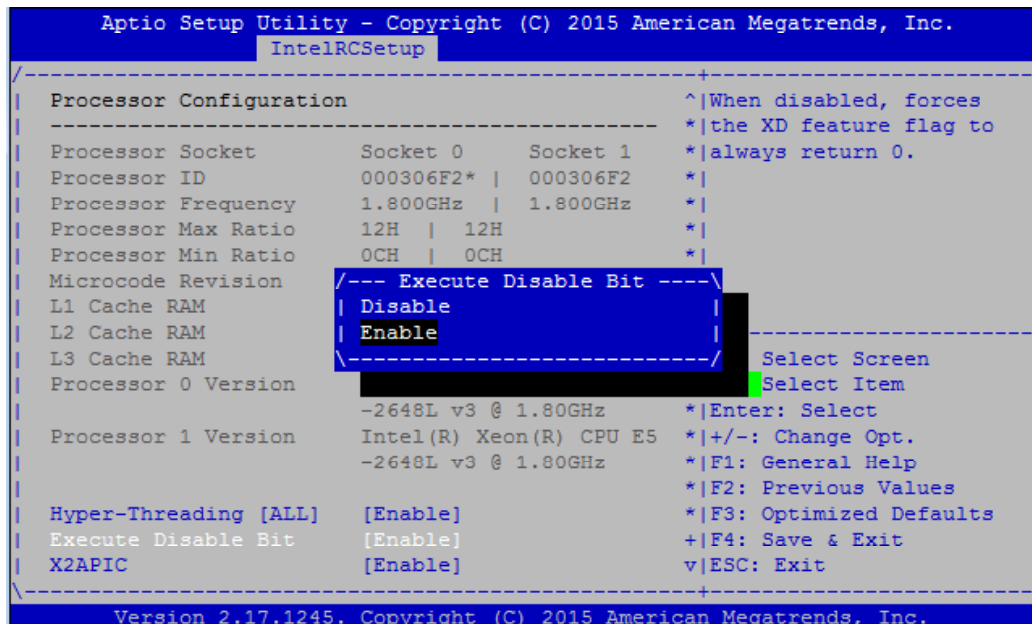 Aptio Setup Utility - Copyright (C) 2015 American Megatrends, Inc.
IntelRCSetup
/----------------------------------------------------+----------------------
| Processor Configuration ^|When disabled, forces
| ----------------------------------------------- *|the XD feature flag to
| Processor Socket Socket 0 Socket 1 *|always return 0.
| Processor ID 000306F2* | 000306F2 *|
| Processor Frequency 1.800GHz | 1.800GHz *|
| Processor Max Ratio 12H | 12H *|
| Processor Min Ratio 0CH | 0CH *|
| Microcode Revision /--- Execute Disable Bit ----\
| L1 Cache RAM | Disable |
| L2 Cache RAM | Enable | ----------------------
| L3 Cache RAM \----------------------------/ Select Screen
| Processor 0 Version Select Item
| -2648L v3 @ 1.80GHz *|Enter: Select
| Processor 1 Version Intel(R) Xeon(R) CPU E5 *|+/-: Change Opt.
| -2648L v3 @ 1.80GHz *|F1: General Help
| *|F2: Previous Values
| Hyper-Threading [ALL] [Enable] *|F3: Optimized Defaults
| Execute Disable Bit [Enable] +|F4: Save & Exit
| X2APIC [Enable] v|ESC: Exit
\----------------------------------------------------+----------------------
Version 2.17.1245. Copyright (C) 2015 American Megatrends, Inc.